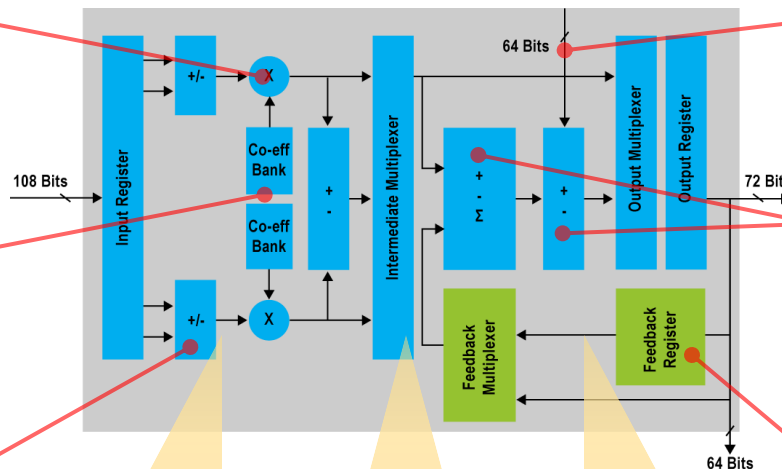 64 Bits
+/-
X
Co-eff
Bank
Co-eff
Bank
+
-
108 Bits
Input Register
Intermediate Multiplexer
+
-
Σ
+
-
Output Multiplexer
Output Register
72 Bit
+/-
X
Feedback
Multiplexer
Feedback
Register
64 Bits